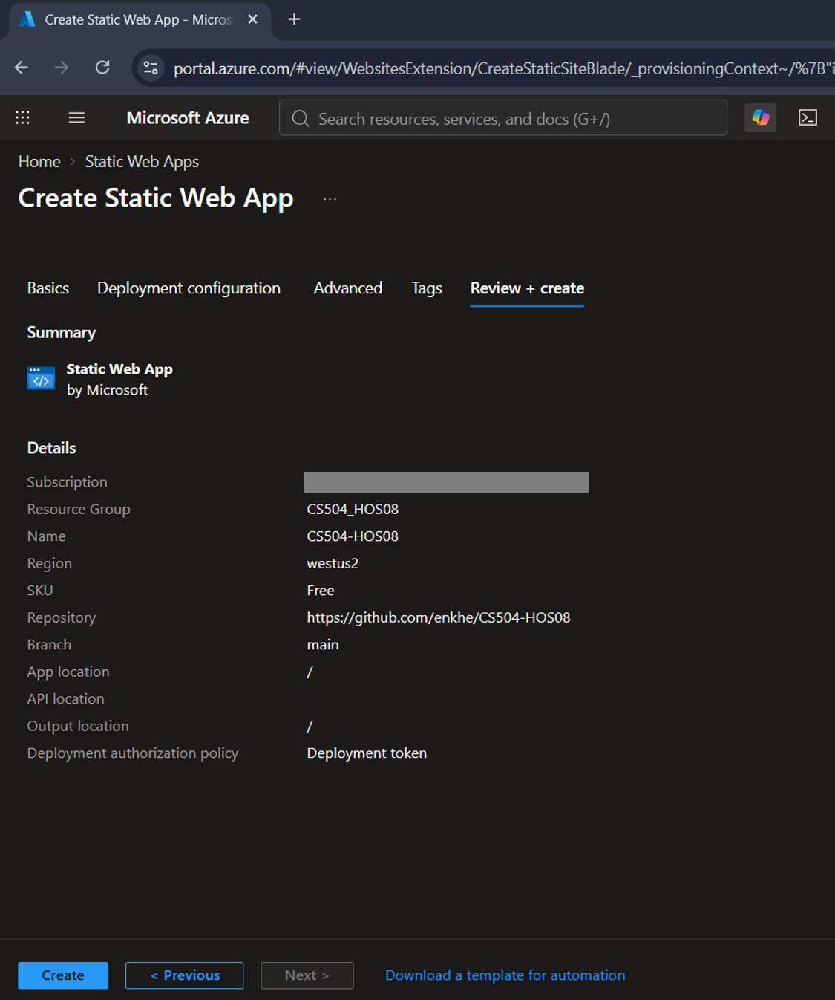 Create Static Web App - Micros
portal.azure.com/#view/WebsitesExtension/CreateStaticSiteBlade/_provisioningContext~/%7B"i
Microsoft Azure
Search resources, services, and docs (G+/)
Home > Static Web Apps
Create Static Web App ...
Basics Deployment configuration Advanced Tags Review + create
Summary
Static Web App
by Microsoft
Details
Subscription
Resource Group CS504_HOS08
Name CS504-HOS08
Region westus2
SKU Free
Repository https://github.com/enkhe/CS504-HOS08
Branch main
App location /
API location
Output location /
Deployment authorization policy Deployment token
Create < Previous Next > Download a template for automation